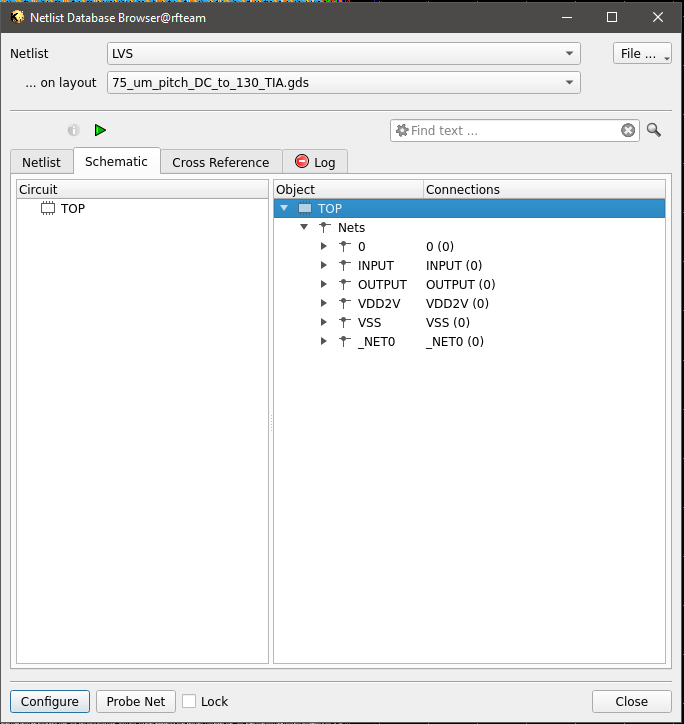 Netlist Database Browser@rfteam
Netlist LVS File ...
... on layout 75_um_pitch_DC_to_130_TIA.gds
Find text ...
Netlist Schematic Cross Reference Log
Circuit Object Connections
TOP TOP
Nets
0 0 (0)
INPUT INPUT (0)
OUTPUT OUTPUT (0)
VDD2V VDD2V (0)
VSS VSS (0)
_NET0 _NET0 (0)
Configure Probe Net Lock Close